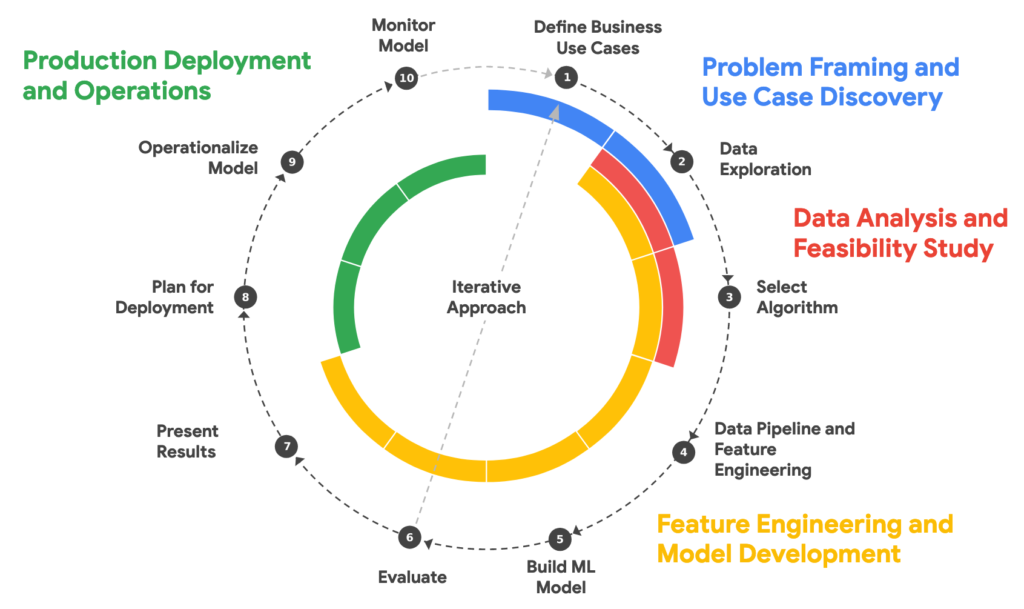 Monitor
Model
10
Define Business
Use Cases
1
Production Deployment
and Operations
Problem Framing and
Use Case Discovery
Operationalize
Model
9
2
Data
Exploration
Data Analysis and
Feasibility Study
Plan for
Deployment
8
Iterative
Approach
3
Select
Algorithm
Present
Results
7
4
Data Pipeline and
Feature
Engineering
6
Evaluate
5
Build ML
Model
Feature Engineering and
Model Development